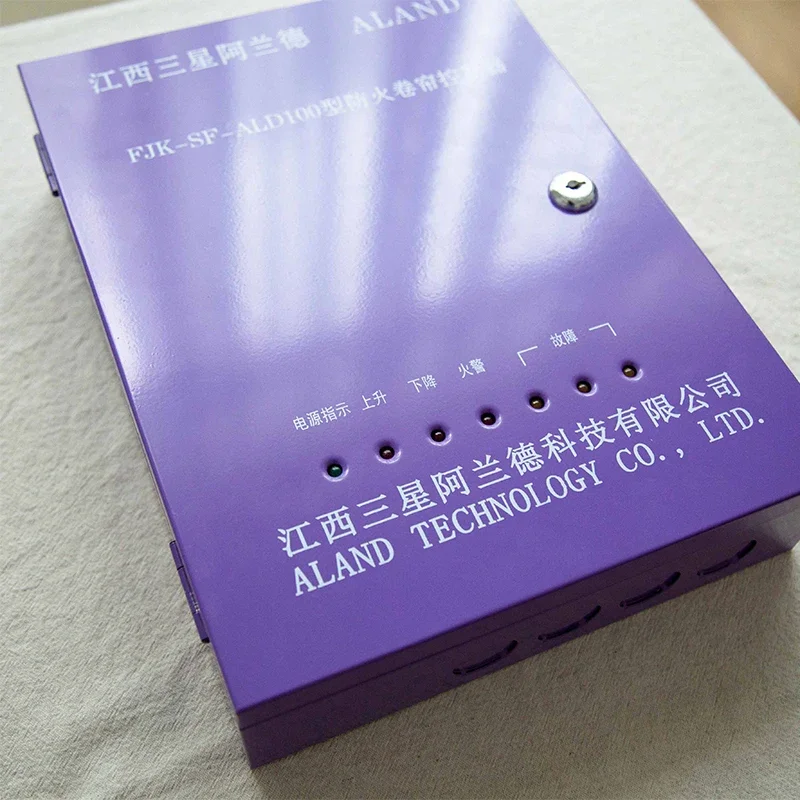 江西三星阿兰德 ALAND
FJK-SF-ALD100型防火卷帘控制器
电源指示 上升 下降 火警 故障
江西三星阿兰德科技有限公司
ALAND TECHNOLOGY CO., LTD.